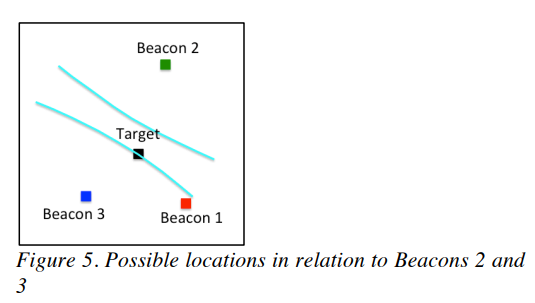 Beacon 2
Target
Beacon 3
Beacon 1
Figure 5. Possible locations in relation to Beacons 2 and
3